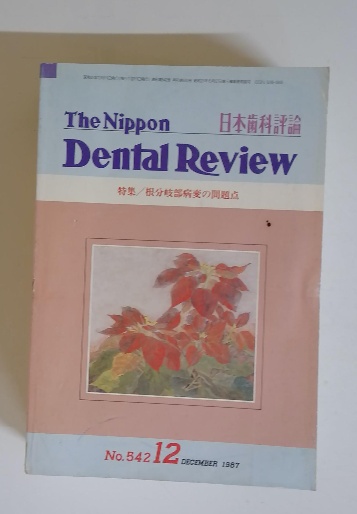 The Nippon 日本歯科評論
Dental Review
特集/根分岐部病変の問題点
No.542 12 DECEMBER 1987